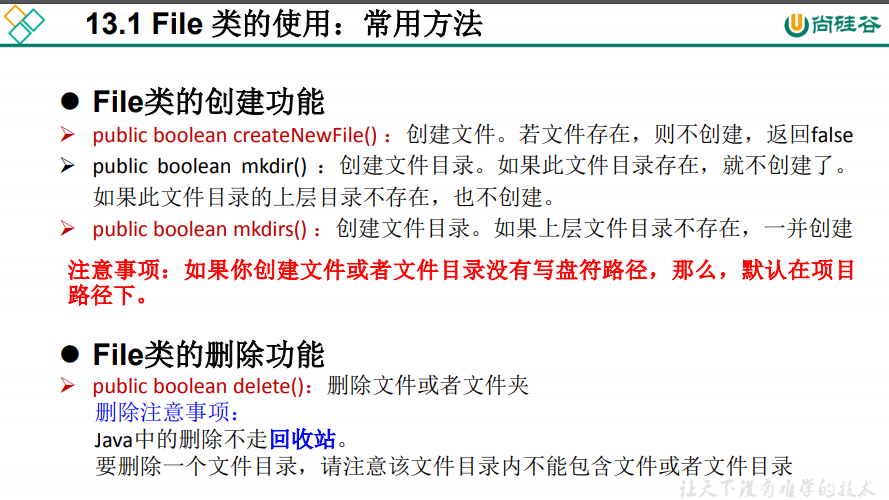 13.1 File 类的使用：常用方法
尚硅谷
File类的创建功能
public boolean createNewFile() ：创建文件。若文件存在，则不创建，返回false
public boolean mkdir() ：创建文件目录。如果此文件目录存在，就不创建了。
如果此文件目录的上层目录不存在，也不创建。
public boolean mkdirs() ：创建文件目录。如果上层文件目录不存在，一并创建
注意事项：如果你创建文件或者文件目录没有写盘符路径，那么，默认在项目
路径下。
File类的删除功能
public boolean delete()：删除文件或者文件夹
删除注意事项：
Java中的删除不走回收站。
要删除一个文件目录，请注意该文件目录内不能包含文件或者文件目录
让天下没有难学的技术